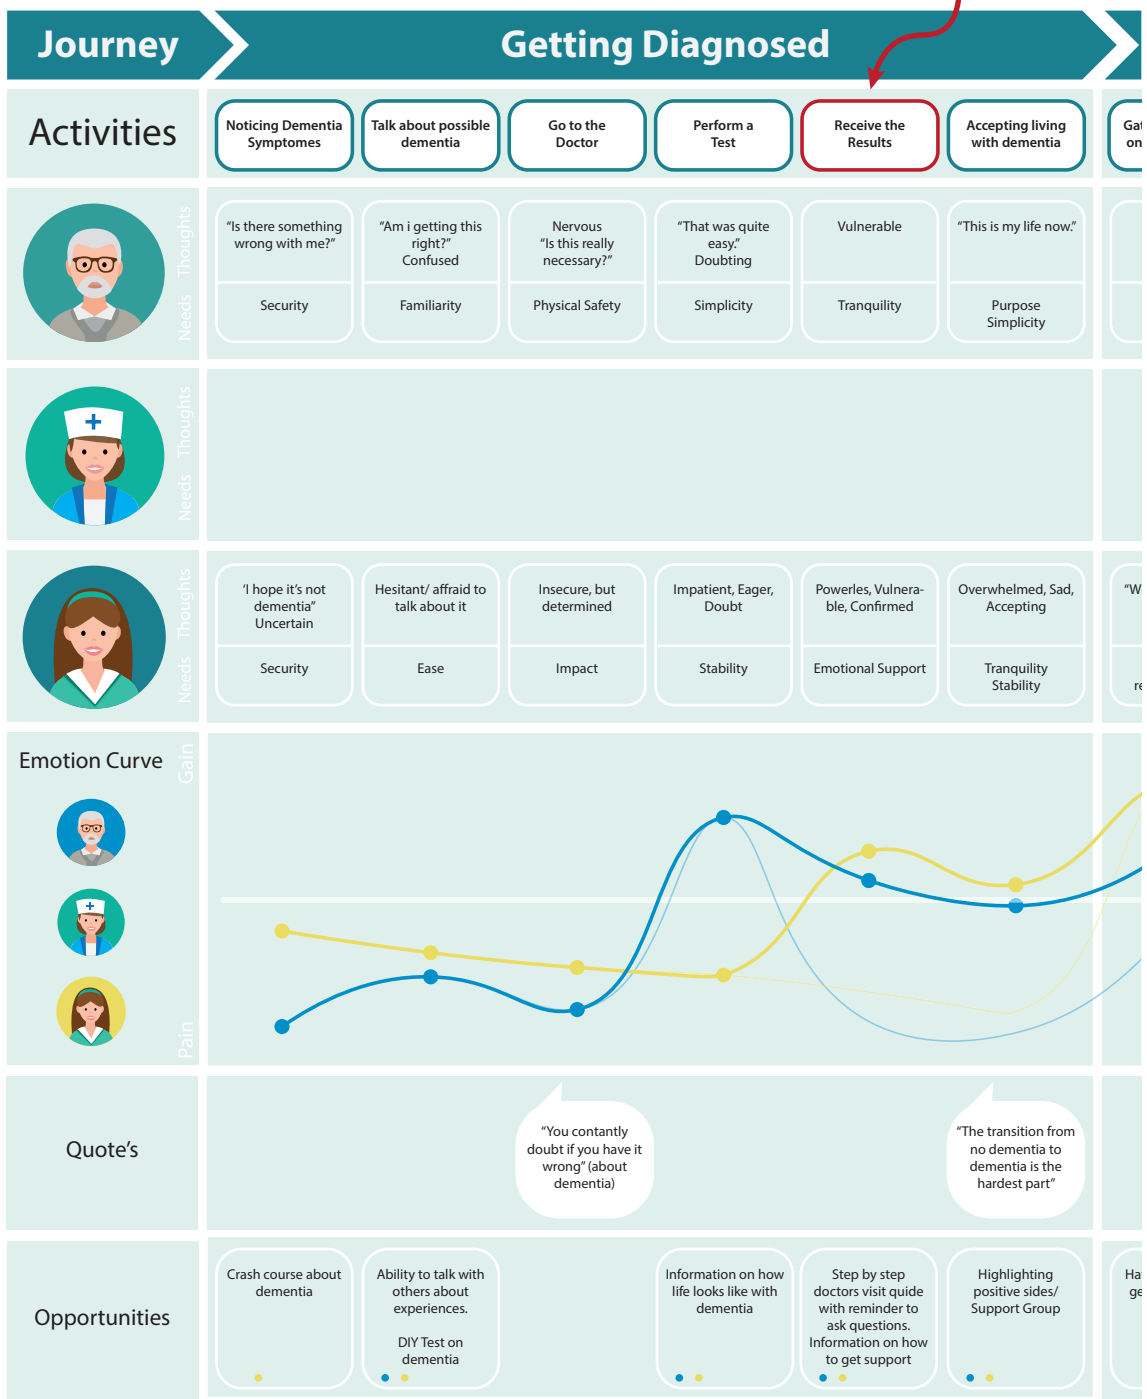 Journey
Getting Diagnosed
Activities
Noticing Dementia
Symptomes
Talk about possible
dementia
Go to the
Doctor
Perform a
Test
Receive the
Results
Accepting living
with dementia
Thoughts
Needs
“Is there something
wrong with me?”
Security
“Am i getting this
right?”
Confused
Familiarity
Nervous
“Is this really
necessary?”
Physical Safety
“That was quite
easy.”
Doubting
Simplicity
Vulnerable
Tranquility
“This is my life now.”
Purpose
Simplicity
Thoughts
Needs
Thoughts
Needs
‘I hope it’s not
dementia”
Uncertain
Security
Hesitant/ affraid to
talk about it
Ease
Insecure, but
determined
Impact
Impatient, Eager,
Doubt
Stability
Powerles, Vulnera-
ble, Confirmed
Emotional Support
Overwhelmed, Sad,
Accepting
Tranquility
Stability
Emotion Curve
Gain
Pain
Quote’s
“You contantly
doubt if you have it
wrong” (about
dementia)
“The transition from
no dementia to
dementia is the
hardest part”
Opportunities
Crash course about
dementia
Ability to talk with
others about
experiences.
DIY Test on
dementia
Information on how
life looks like with
dementia
Step by step
doctors visit quide
with reminder to
ask questions.
Information on how
to get support
Highlighting
positive sides/
Support Group